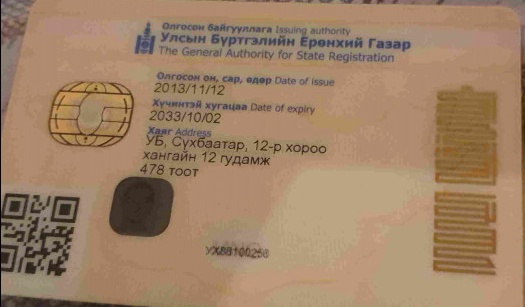 Олгосон байгууллага Issuing authority
Улсын Бүртгэлийн Ерөнхий Газар
The General Authority for State Registration
Олгосон он, сар, өдөр Date of issue
2013/11/12
Хүчинтэй хугацаа Date of expiry
2033/10/02
Хаяг Address
УБ, Сүхбаатар, 12-р хороо
хангайн 12 гудамж
478 тоот